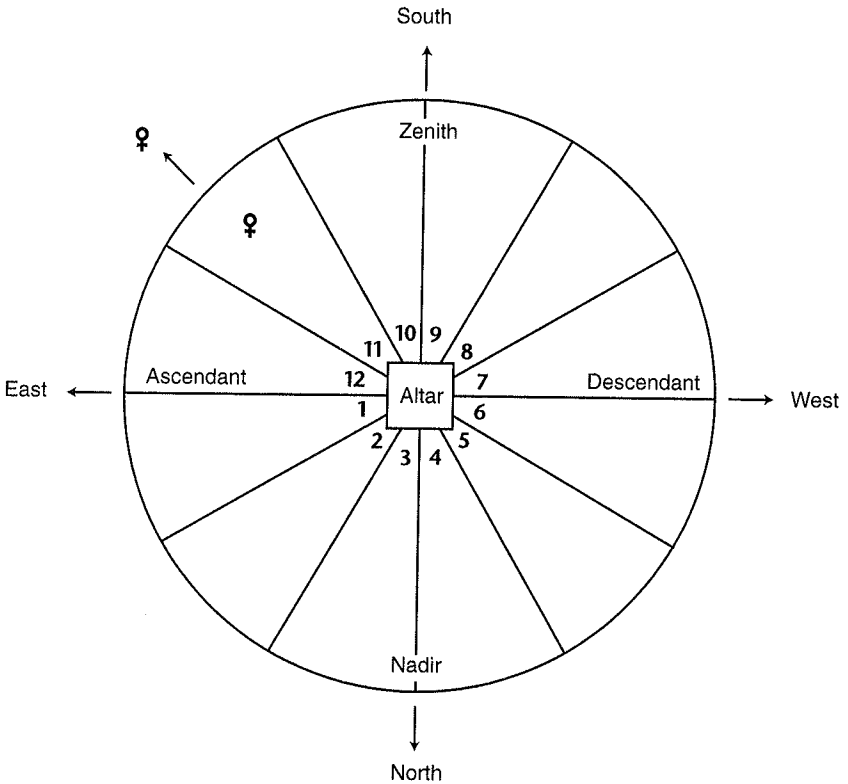 South
Zenith
♀
♀
10 9
11 8
12 7
East
Ascendant
Altar
Descendant
West
1 6
2 5
3 4
Nadir
North